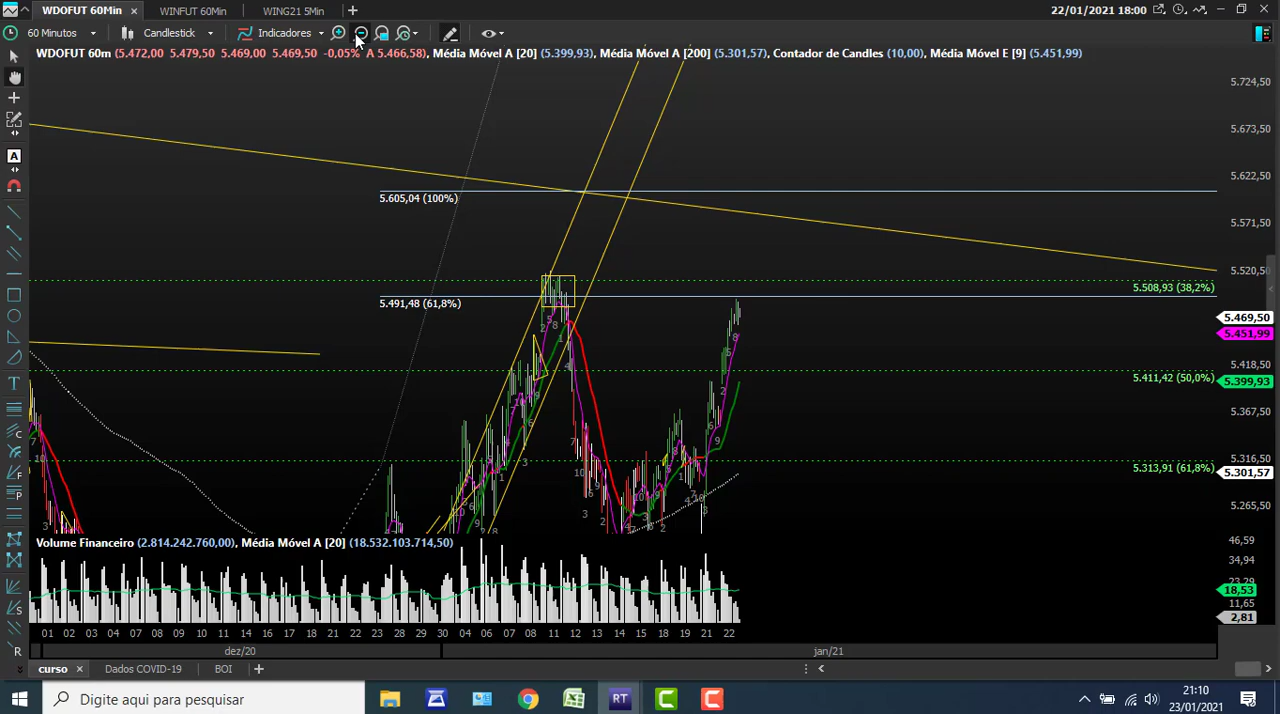 WDOFUT 60Min × WINFUT 60Min WING21 5Min + 22/01/2021 18:00
60 Minutos Candlestick Indicadores
WDOFUT 60m (5.472,00 5.479,50 5.469,00 5.469,50 -0,05% A 5.466,58), Média Móvel A [20] (5.399,93), Média Móvel A [200] (5.301,57), Contador de Candles (10,00), Média Móvel E [9] (5.451,99)
5.724,50
5.673,50
5.622,50
5.605,04 (100%)
5.571,50
5.520,50
5.508,93 (38,2%)
5.491,48 (61,8%)
5.469,50
5.451,99
5.418,50
5.411,42 (50,0%)
5.399,93
5.367,50
5.316,50
5.313,91 (61,8%)
5.301,57
5.265,50
Volume Financeiro (2.814.242.760,00), Média Móvel A [20] (18.532.103.714,50)
46,59
34,94
23,29
18,53
11,65
2,81
01 02 03 04 07 08 09 10 11 14 15 16 17 18 21 22 23 28 29 30 04 05 06 07 08 11 12 13 14 15 18 19 20 21 22
dez/20 jan/21
curso × Dados COVID-19 BOI +
Digite aqui para pesquisar
RT
21:10
23/01/2021